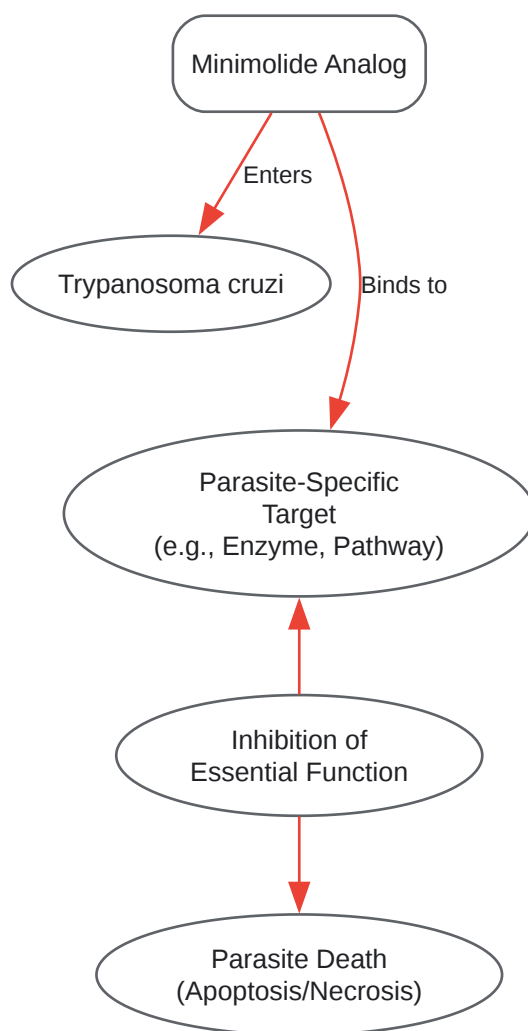 Minimolide Analog
Enters
Trypanosoma cruzi
Binds to
Parasite-Specific
Target
(e.g., Enzyme, Pathway)
Inhibition of
Essential Function
Parasite Death
(Apoptosis/Necrosis)